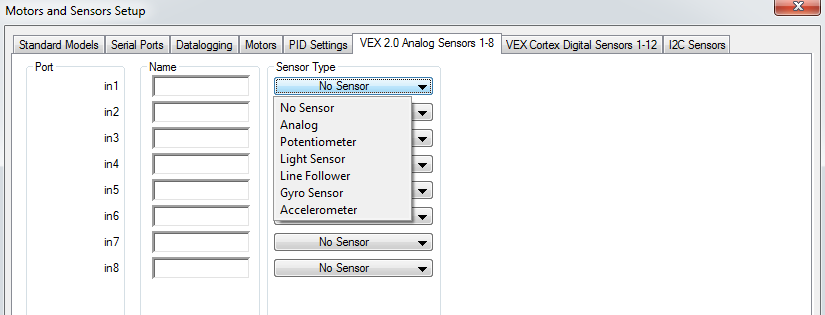 Motors and Sensors Setup
Standard Models Serial Ports Datalogging Motors PID Settings VEX 2.0 Analog Sensors 1-8 VEX Cortex Digital Sensors 1-12 I2C Sensors
Port Name Sensor Type
in1 No Sensor
No Sensor
in2
Analog
in3 Potentiometer
in4 Light Sensor
Line Follower
in5 Gyro Sensor
in6 Accelerometer
in7 No Sensor
in8 No Sensor